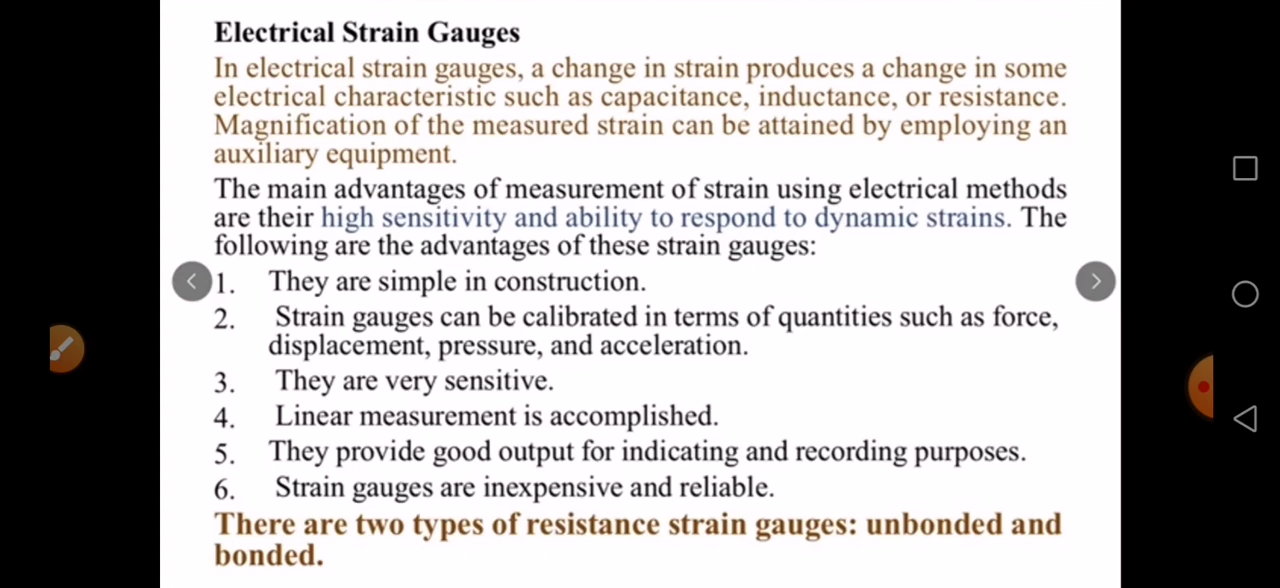 Electrical Strain Gauges
In electrical strain gauges, a change in strain produces a change in some
electrical characteristic such as capacitance, inductance, or resistance.
Magnification of the measured strain can be attained by employing an
auxiliary equipment.
The main advantages of measurement of strain using electrical methods
are their high sensitivity and ability to respond to dynamic strains. The
following are the advantages of these strain gauges:
1. They are simple in construction.
2. Strain gauges can be calibrated in terms of quantities such as force,
displacement, pressure, and acceleration.
3. They are very sensitive.
4. Linear measurement is accomplished.
5. They provide good output for indicating and recording purposes.
6. Strain gauges are inexpensive and reliable.
There are two types of resistance strain gauges: unbonded and
bonded.